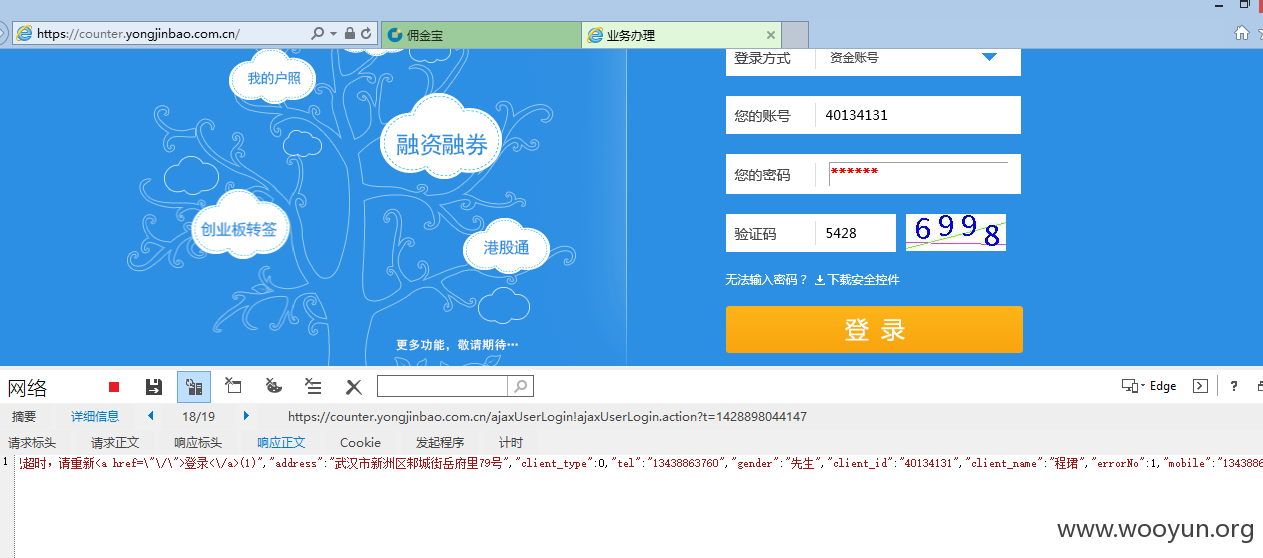 https://counter.yongjinbao.com.cn/
佣金宝
业务办理
我的户照
融资融券
创业板转签
港股通
更多功能，敬请期待···
登录方式 资金账号
您的账号 40134131
您的密码 ******
验证码 5428 6998
无法输入密码？ 下载安全控件
登 录
网络
Edge
?
摘要 详细信息 18/19 https://counter.yongjinbao.com.cn/ajaxUserLogin!ajaxUserLogin.action?t=1428898044147
请求标头 请求正文 响应标头 响应正文 Cookie 发起程序 计时
1 超时，请重新<a href=\"\/\">登录<\/a>(1)","address":"武汉市新洲区邾城街岳府里79号","client_type":0,"tel":"13438863760","gender":"先生","client_id":"40134131","client_name":"程珺","errorNo":1,"mobile":"1343886
www.wooyun.org